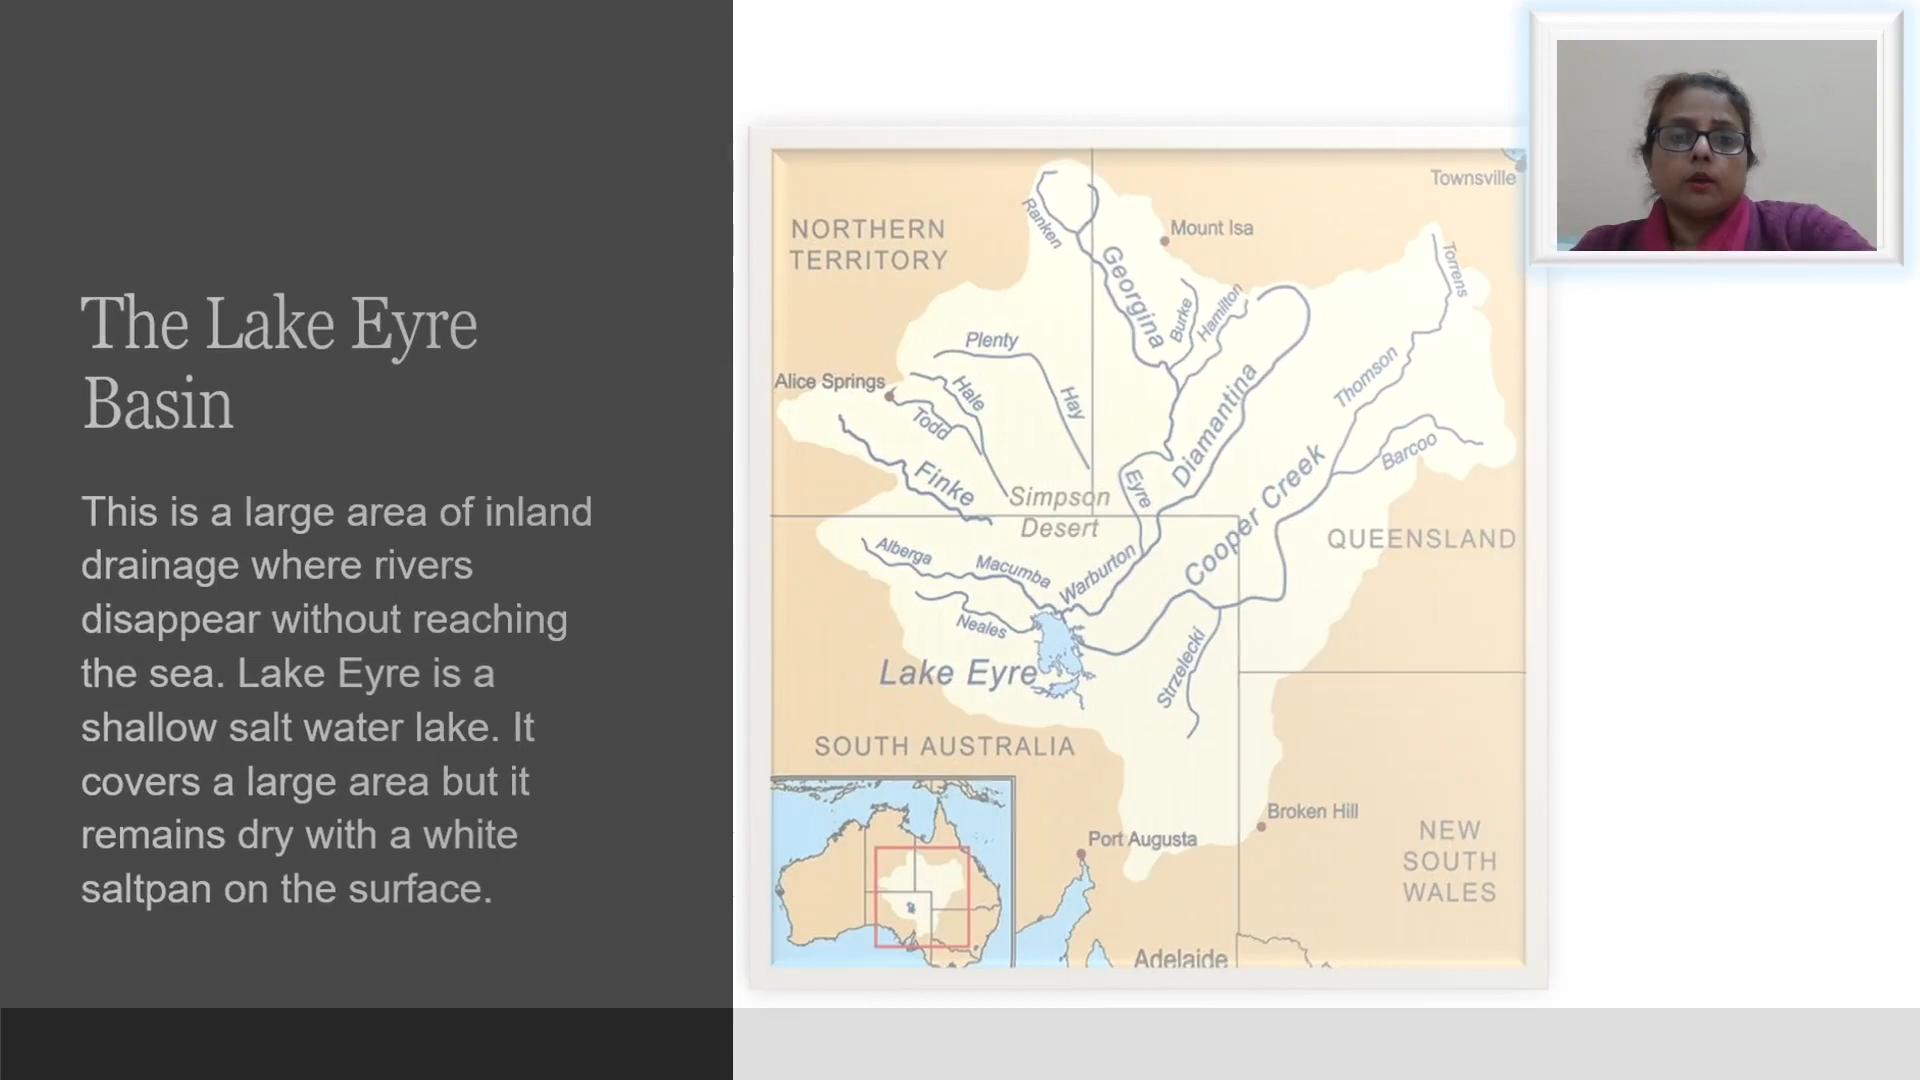 The Lake Eyre
Basin
This is a large area of inland
drainage where rivers
disappear without reaching
the sea. Lake Eyre is a
shallow salt water lake. It
covers a large area but it
remains dry with a white
saltpan on the surface.
Townsville
NORTHERN
TERRITORY
Mount Isa
Ranken
Georgina
Burke
Hamilton
Torrens
Plenty
Alice Springs
Hale
Hay
Todd
Diamantina
Thomson
Barcoo
Finke
Eyre
Simpson
Desert
Cooper Creek
QUEENSLAND
Alberga
Macumba
Warburton
Neales
Lake Eyre
Strzelecki
SOUTH AUSTRALIA
Broken Hill
Port Augusta
NEW
SOUTH
WALES
Adelaide